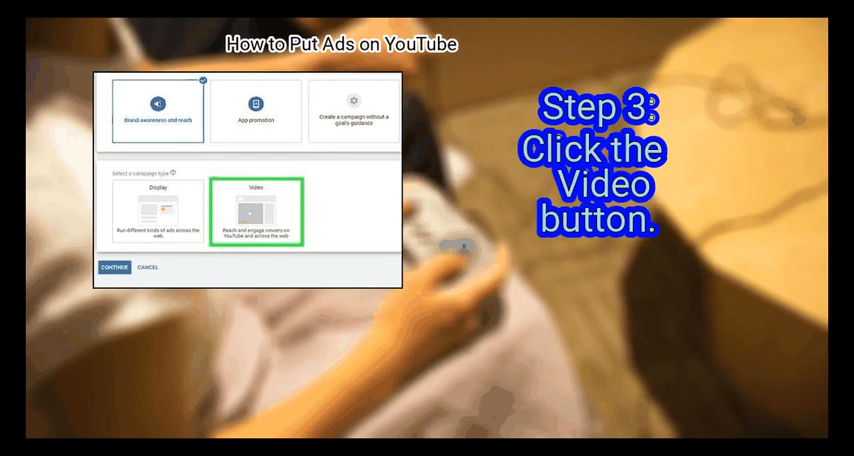 How to Put Ads on YouTube
Brand awareness and reach
App promotion
Create a campaign without a
goal's guidance
Select a campaign type
Display
Run different kinds of ads across the
web
Video
Reach and engage viewers on
YouTube and across the web
CONTINUE
CANCEL
Step 3:
Click the
Video
button.